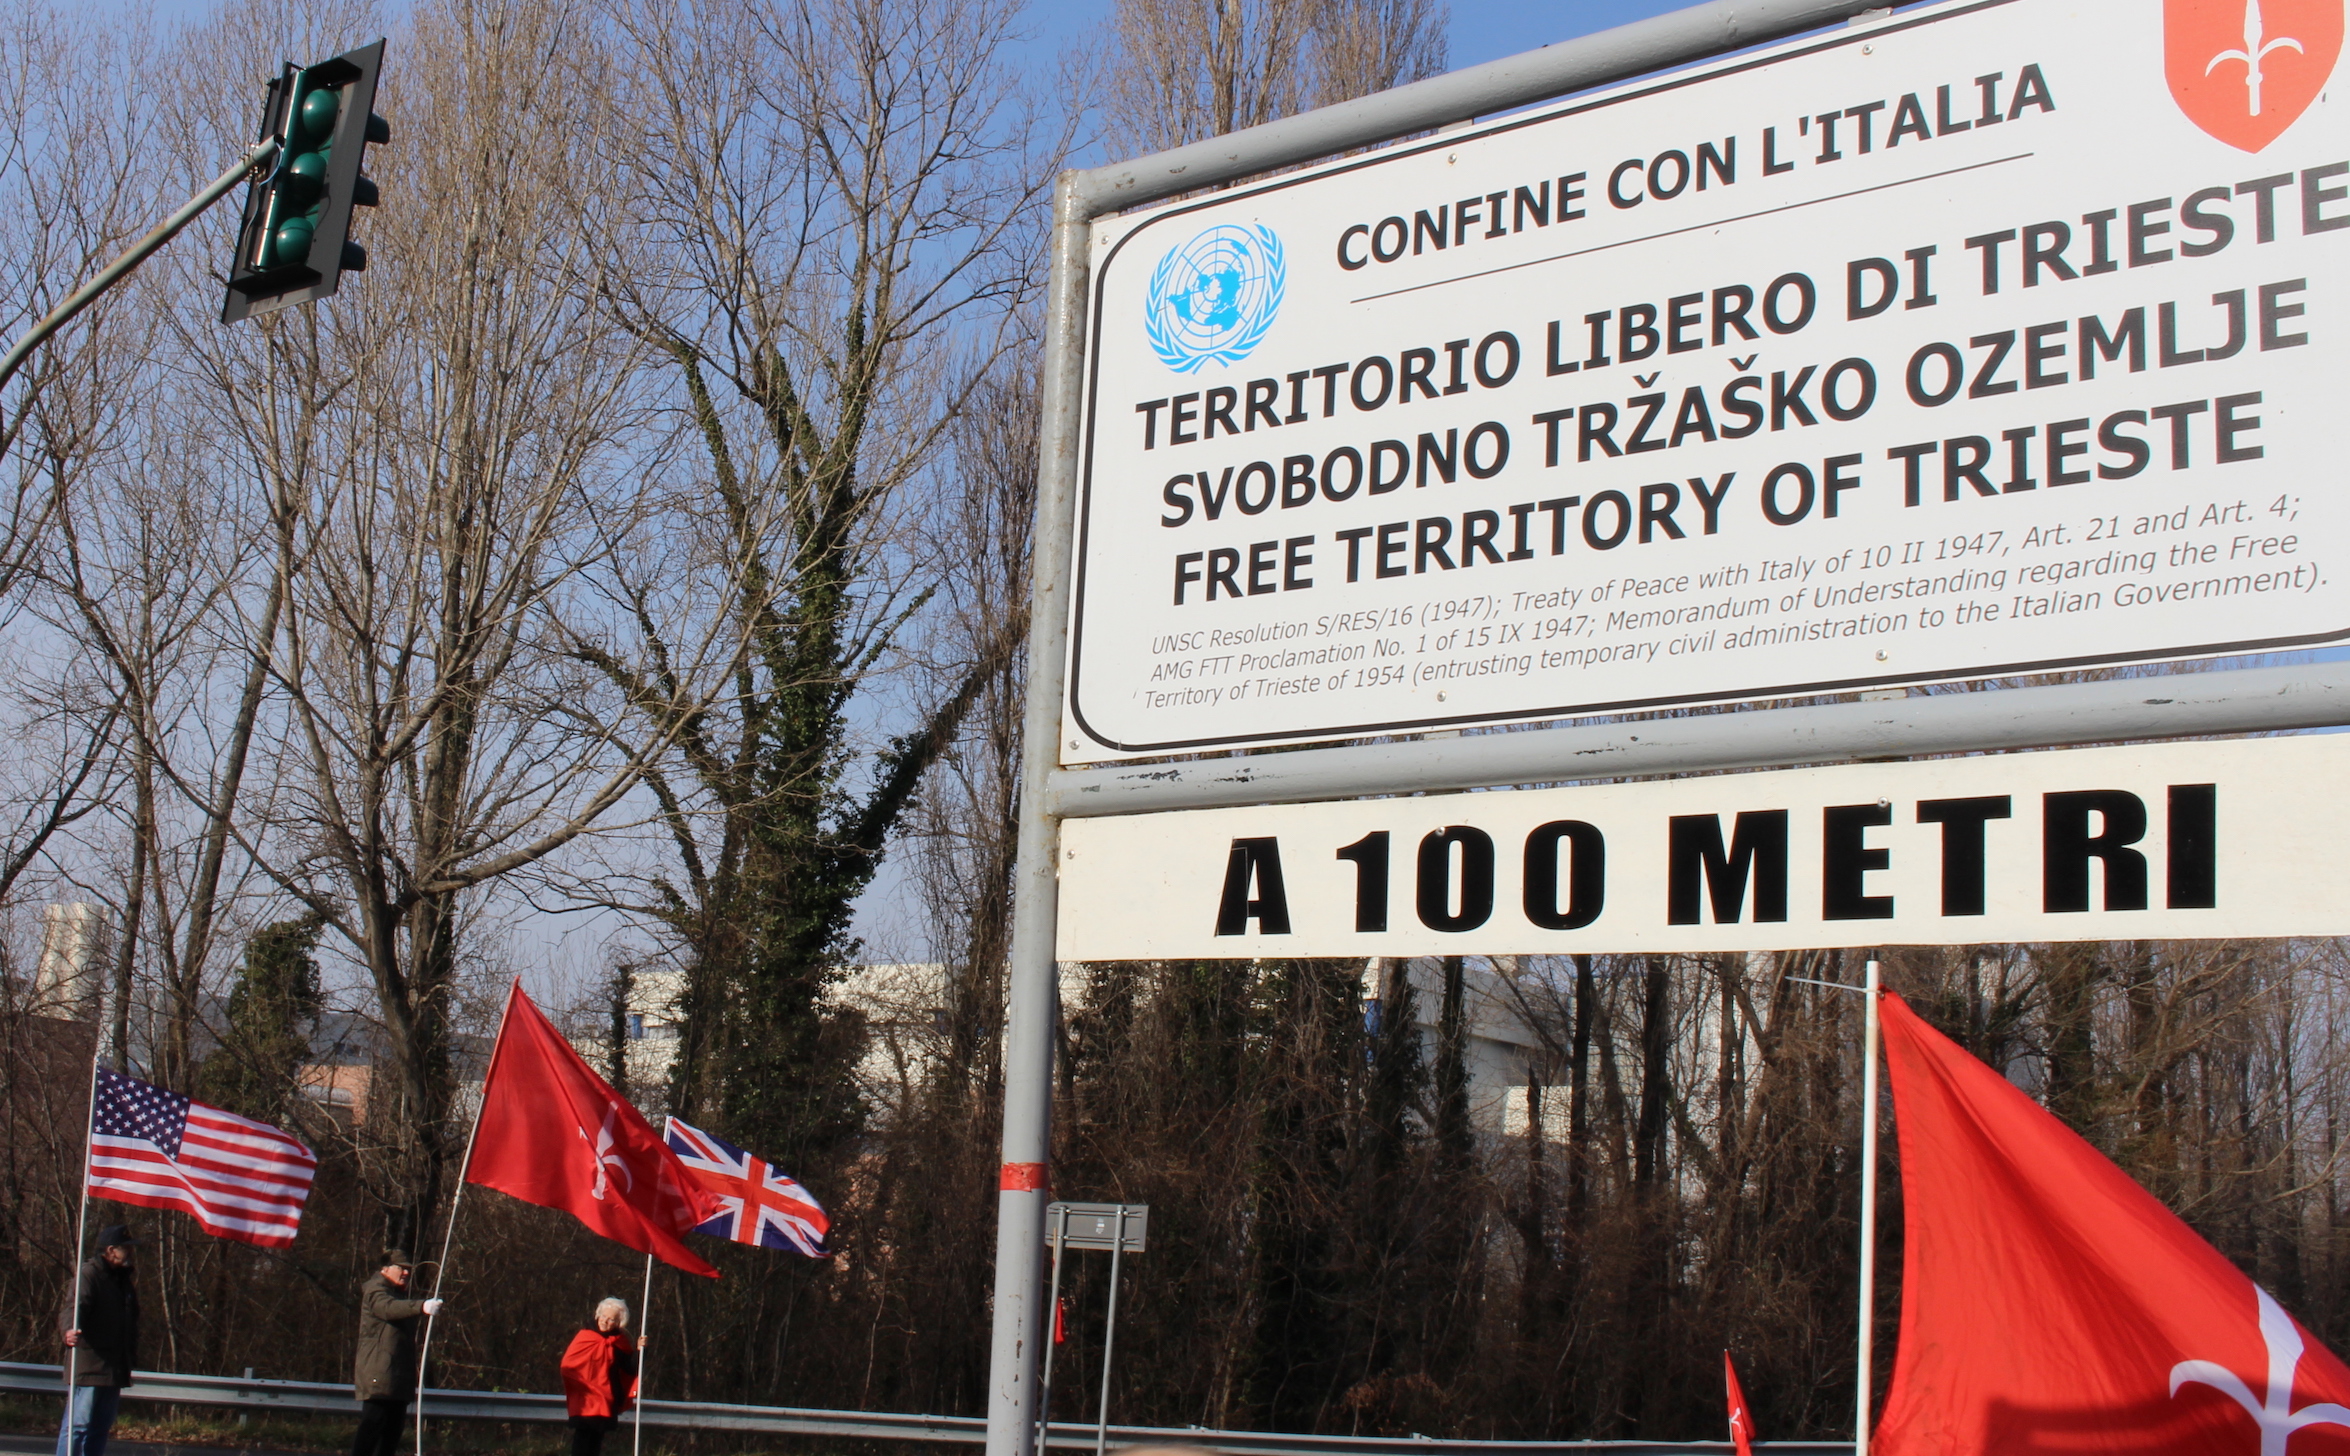 CONFINE CON L'ITALIA
TERRITORIO LIBERO DI TRIESTE
SVOBODNO TRŽAŠKO OZEMLJE
FREE TERRITORY OF TRIESTE
UNSC Resolution S/RES/16 (1947); Treaty of Peace with Italy of 10 II 1947, Art. 21 and Art. 4;
AMG FTT Proclamation No. 1 of 15 IX 1947; Memorandum of Understanding regarding the Free
Territory of Trieste of 1954 (entrusting temporary civil administration to the Italian Government).
A 100 METRI